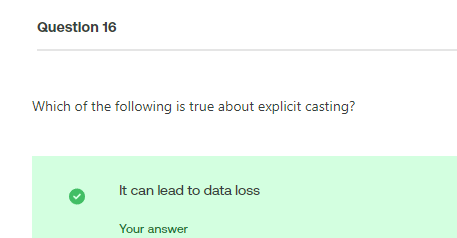 Question 16
Which of the following is true about explicit casting?
It can lead to data loss
Your answer